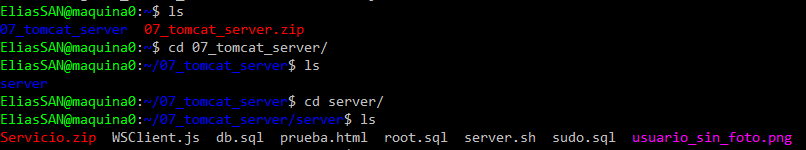 EliasSAN@maquina0:~$ ls
07_tomcat_server  07_tomcat_server.zip
EliasSAN@maquina0:~$ cd 07_tomcat_server/
EliasSAN@maquina0:~/07_tomcat_server$ ls
server
EliasSAN@maquina0:~/07_tomcat_server$ cd server/
EliasSAN@maquina0:~/07_tomcat_server/server$ ls
Servicio.zip  WSClient.js  db.sql  prueba.html  root.sql  server.sh  sudo.sql  usuario_sin_foto.png